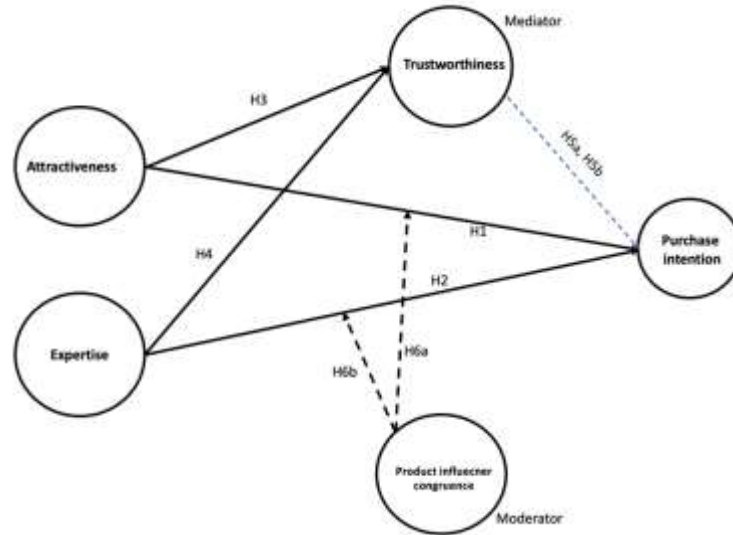 Mediator
Trustworthiness
H3
Attractiveness
H5a, H5b
H1
Purchase
intention
H4
H2
Expertise
H6a
H6b
Product influecner
congruence
Moderator